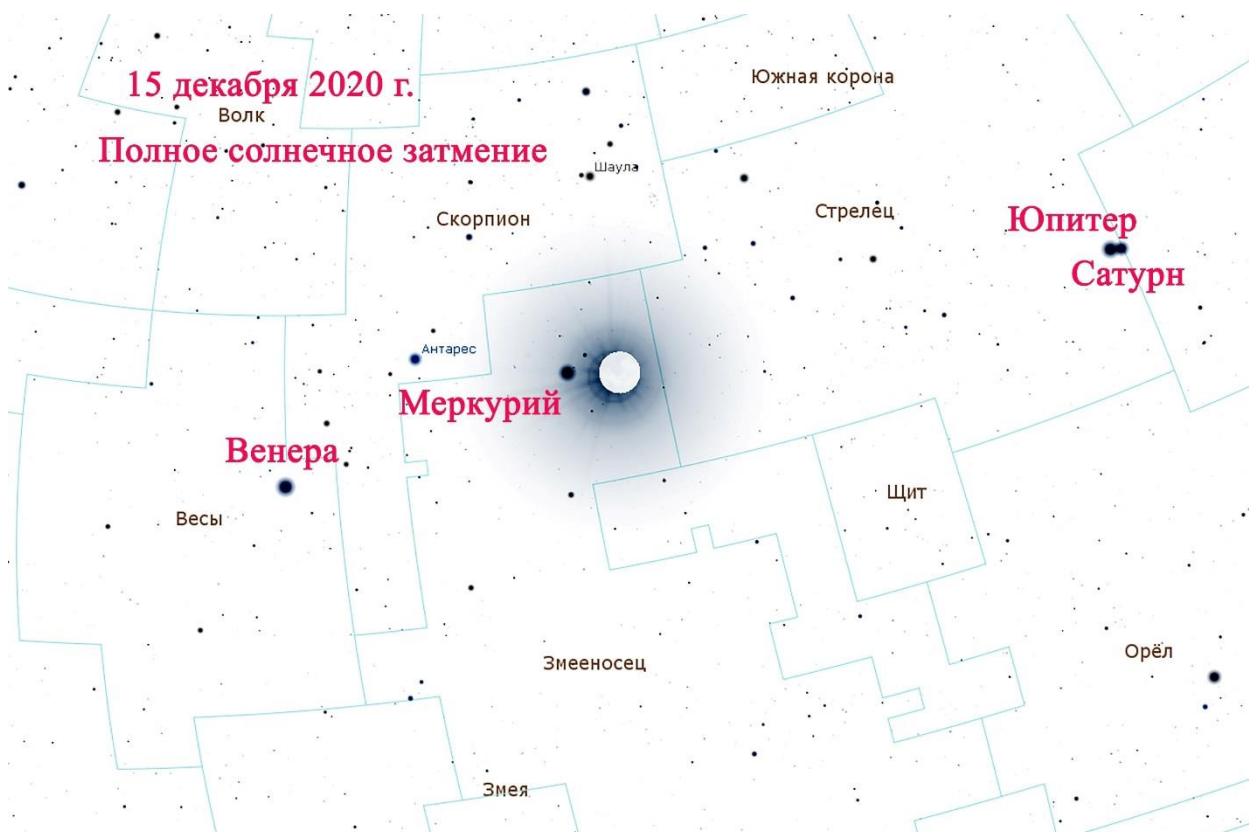 Южная корона
15 декабря 2020 г.
Волк
Полное солнечное затмение
Шаула
Стрелец
Скорпион
Юпитер
Сатурн
Антарес
Меркурий
Венера
Щит
Весы
Змееносец
Орёл
Змея